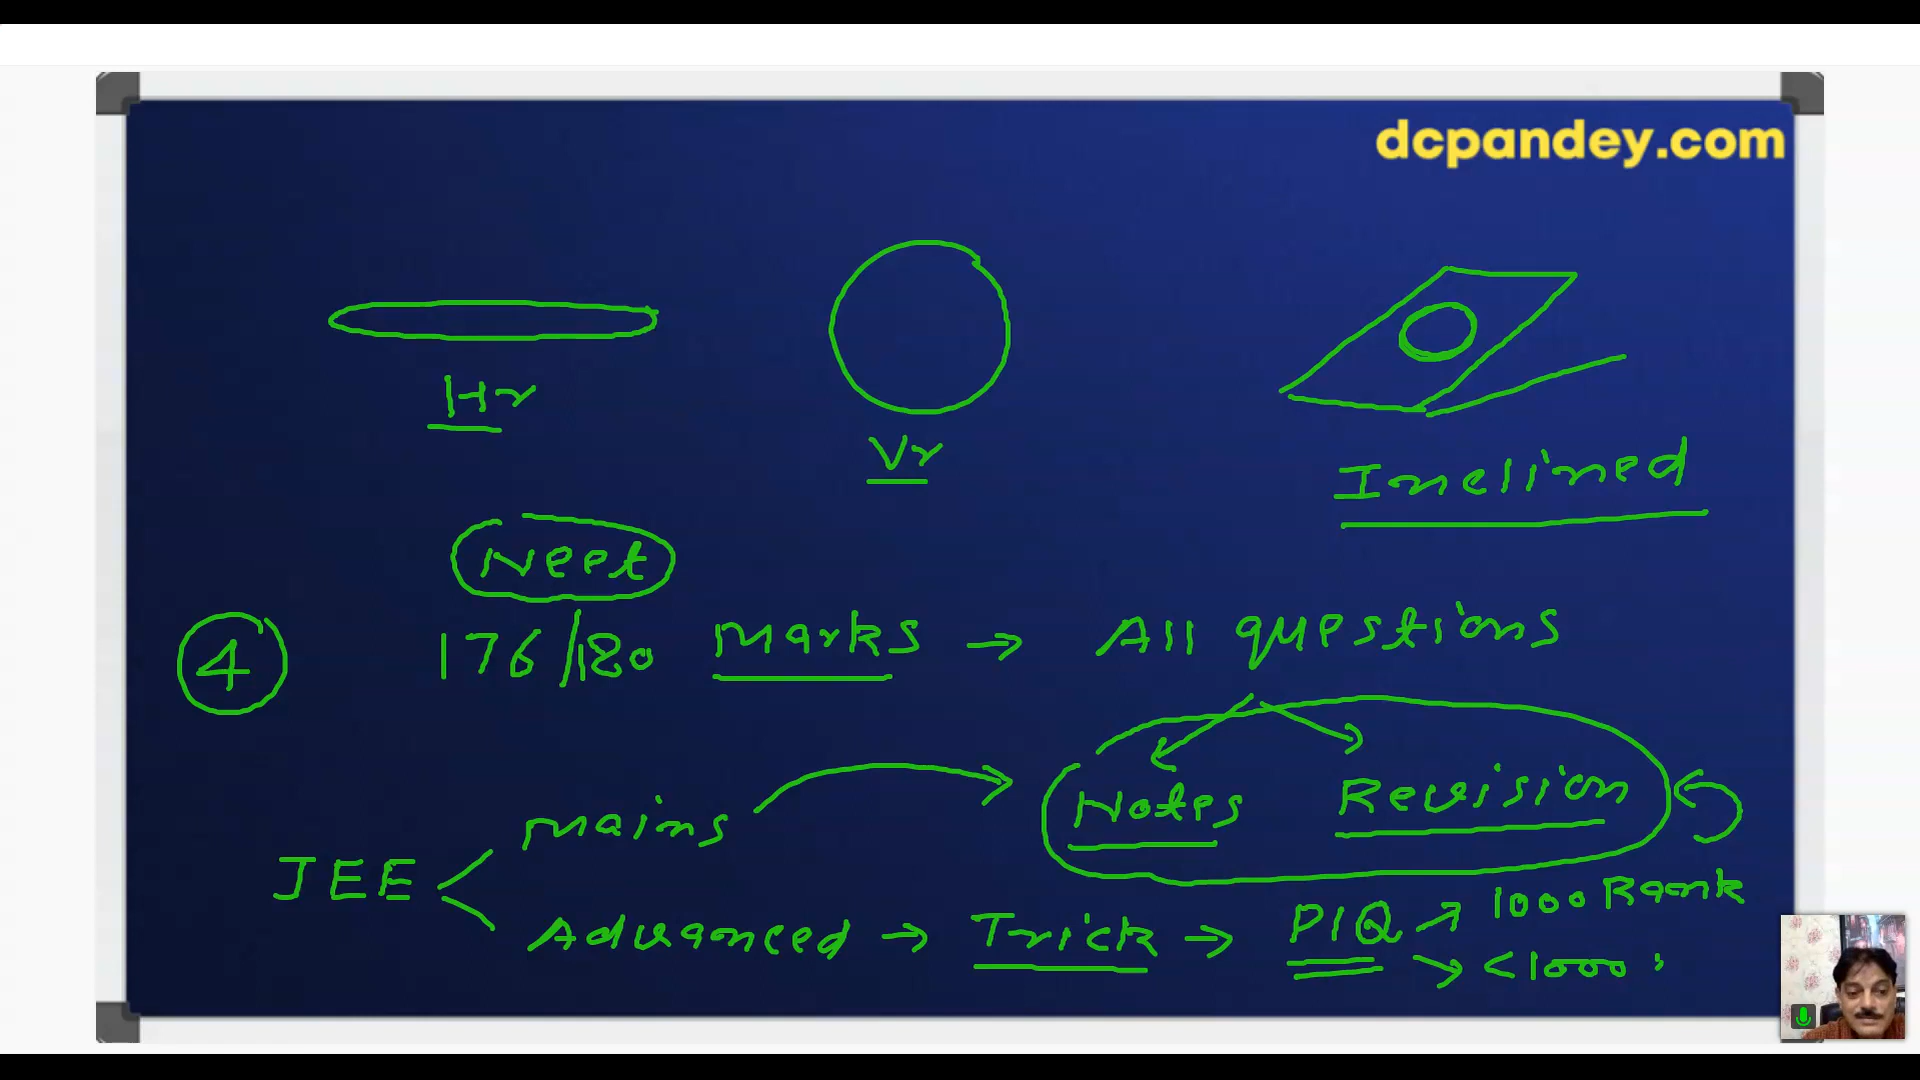 dcpandey.com
Hr
Vr
Inclined
Neet
4
176/180 Marks → All questions
Mains → Notes Revision
JEE
Advanced → Trick → PIQ → 1000 Rank
→ < 1000